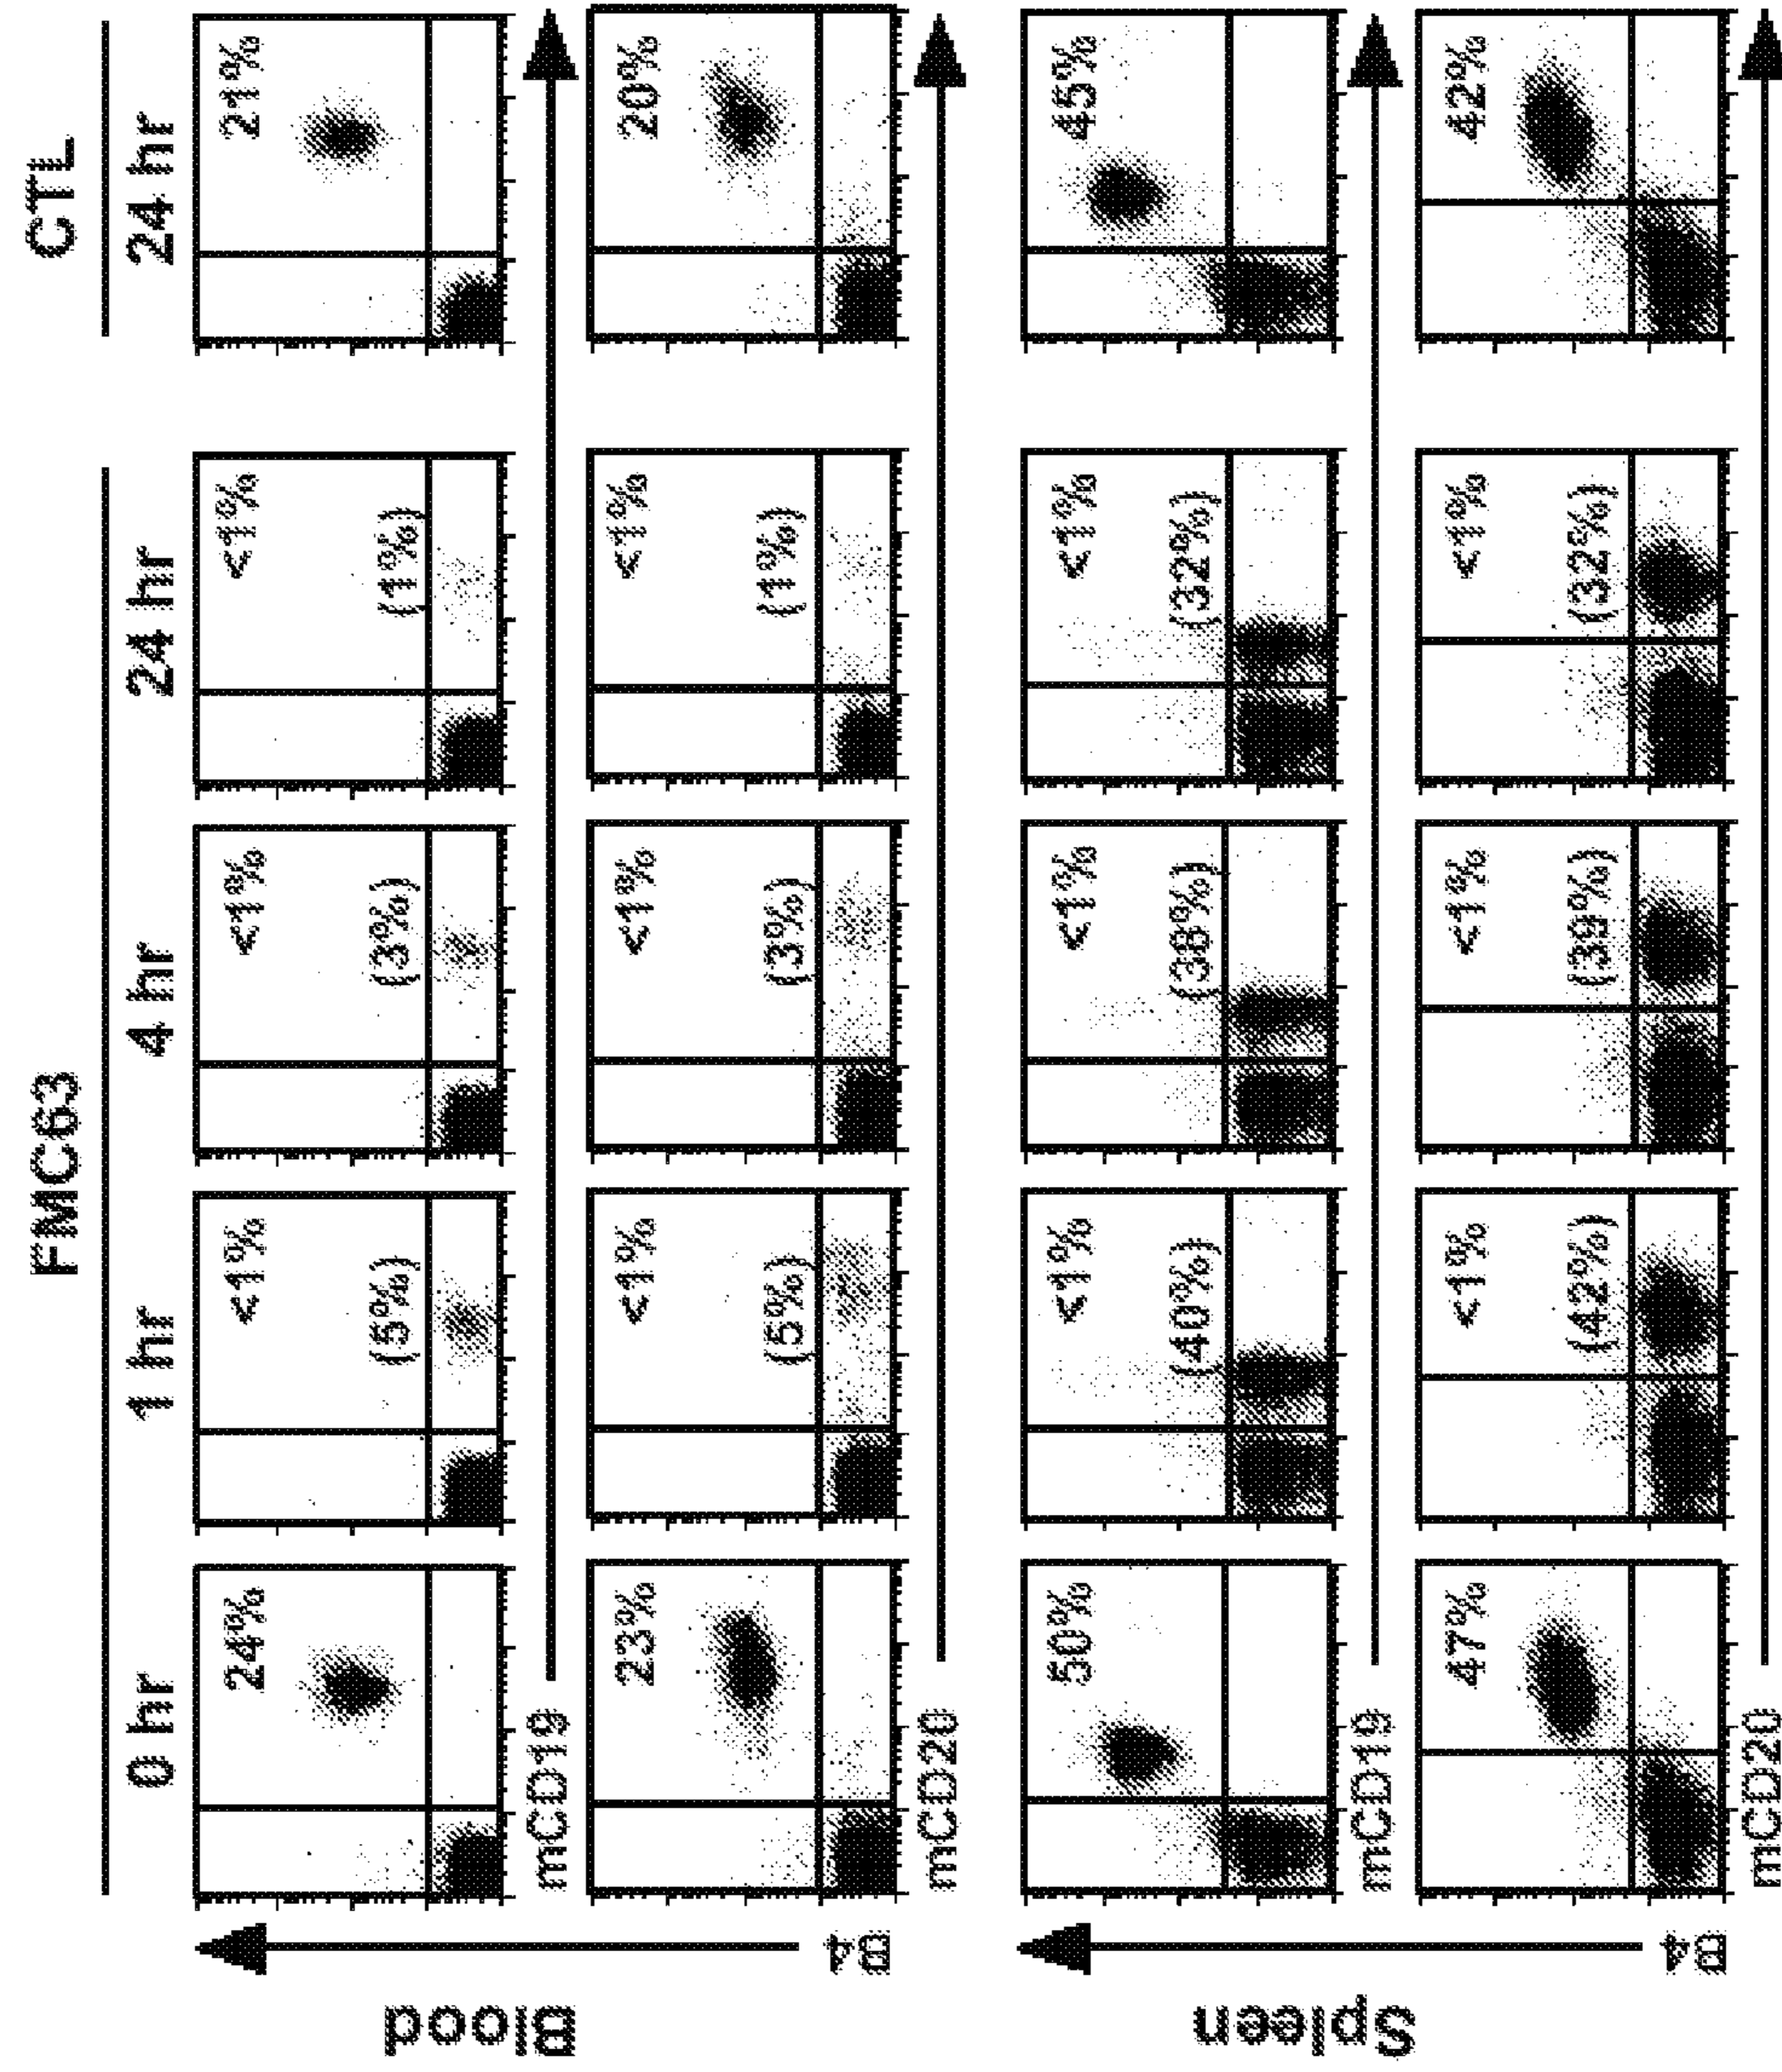 FMC63
CTL
0 hr
1 hr
4 hr
24 hr
24 hr
Blood
B4
24%
<1%
(5%)
<1%
(3%)
<1%
(1%)
21%
mCD19
23%
<1%
(5%)
<1%
(3%)
<1%
(1%)
20%
mCD20
Spleen
B4
50%
<1%
(40%)
<1%
(38%)
<1%
(32%)
45%
mCD19
47%
<1%
(42%)
<1%
(39%)
<1%
(32%)
42%
mCD20